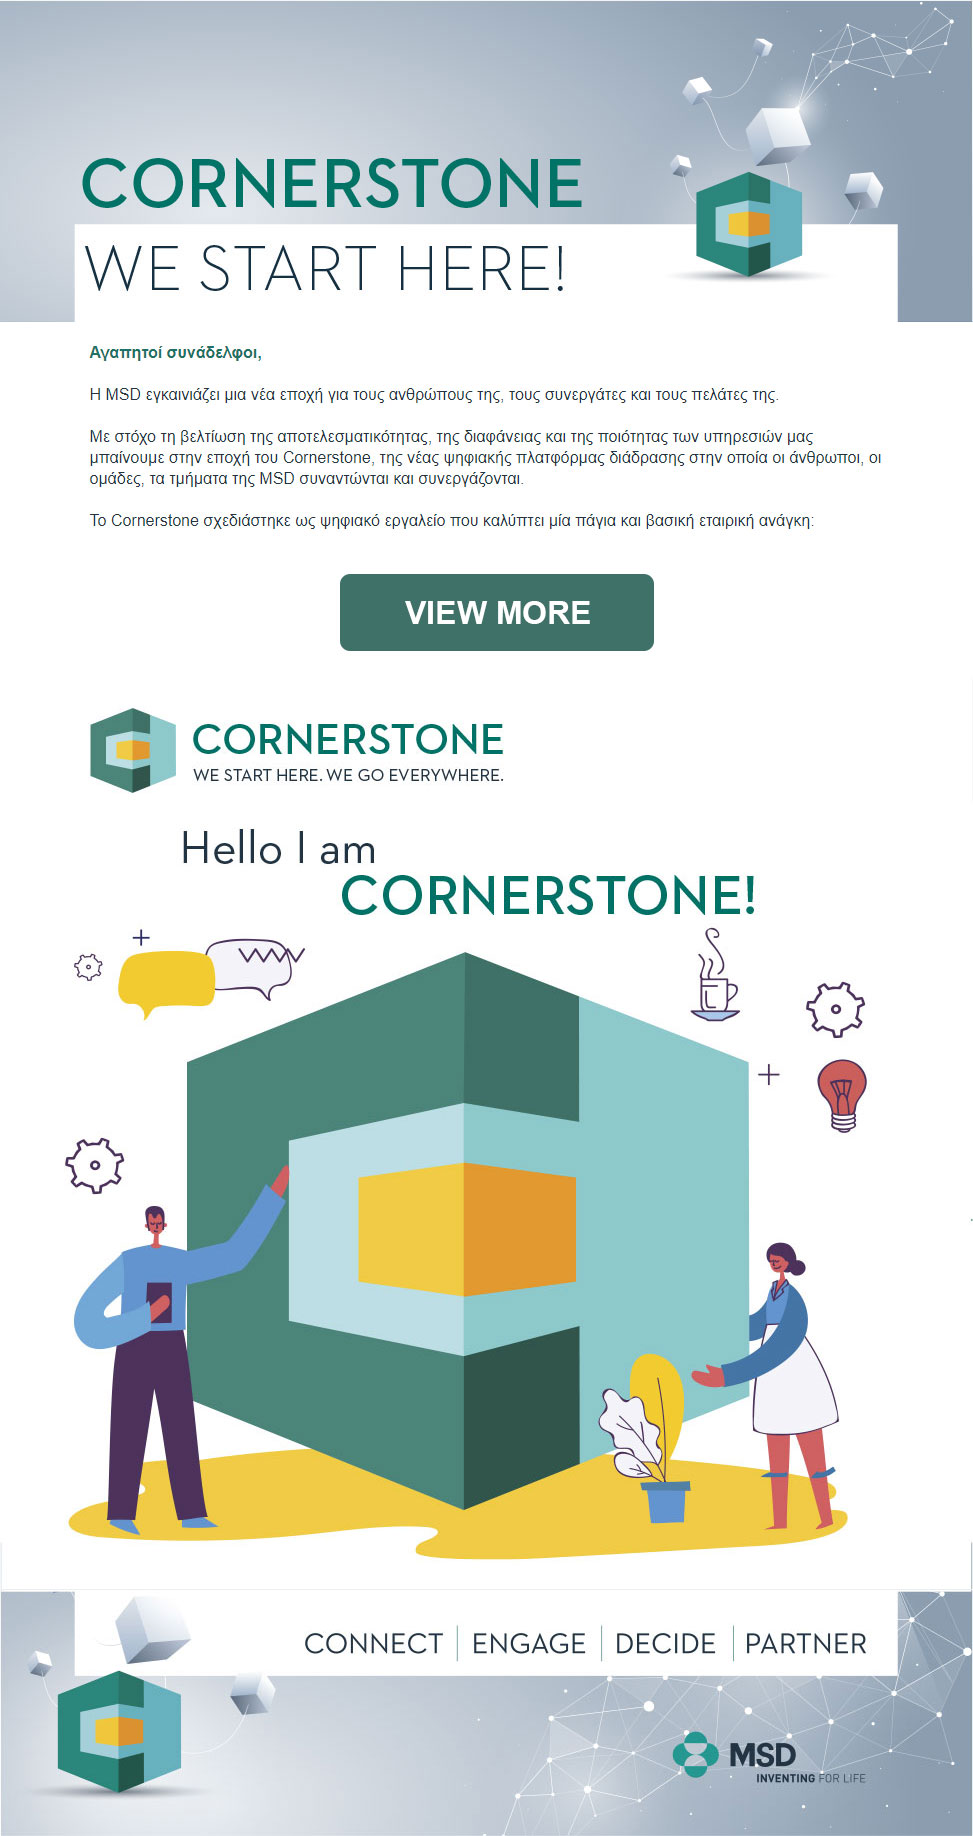 CORNERSTONE
WE START HERE!
Αγαπητοί συνάδελφοι,
Η MSD εγκαινιάζει μια νέα εποχή για τους ανθρώπους της, τους συνεργάτες και τους πελάτες της.
Με στόχο τη βελτίωση της αποτελεσματικότητας, της διαφάνειας και της ποιότητας των υπηρεσιών μας
μπαίνουμε στην εποχή του Cornerstone, της νέας ψηφιακής πλατφόρμας διάδρασης στην οποία οι άνθρωποι, οι
ομάδες, τα τμήματα της MSD συναντώνται και συνεργάζονται.
Το Cornerstone σχεδιάστηκε ως ψηφιακό εργαλείο που καλύπτει μία πάγια και βασική εταιρική ανάγκη:
VIEW MORE
CORNERSTONE
WE START HERE. WE GO EVERYWHERE.
Hello I am
CORNERSTONE!
CONNECT | ENGAGE | DECIDE | PARTNER
MSD
INVENTING FOR LIFE